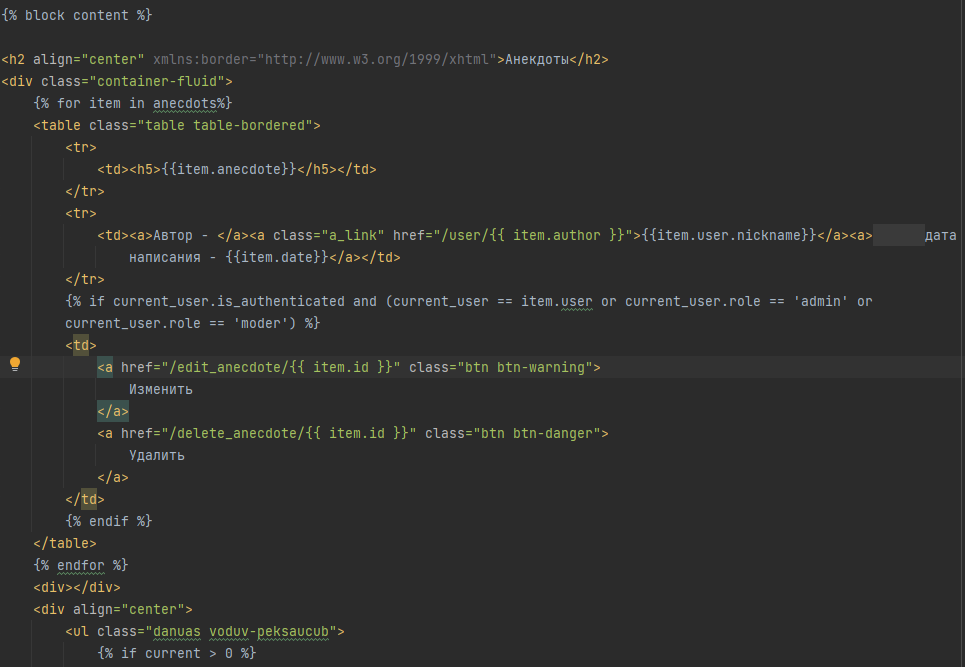 {% block content %}
<h2 align="center" xmlns:border="http://www.w3.org/1999/xhtml">Анекдоты</h2>
<div class="container-fluid">
{% for item in anecdots%}
<table class="table table-bordered">
<tr>
<td><h5>{{item.anecdote}}</h5></td>
</tr>
<tr>
<td><a>Автор - </a><a class="a_link" href="/user/{{ item.author }}">{{item.user.nickname}}</a><a> дата
написания - {{item.date}}</a></td>
</tr>
{% if current_user.is_authenticated and (current_user == item.user or current_user.role == 'admin' or
current_user.role == 'moder') %}
<td>
<a href="/edit_anecdote/{{ item.id }}" class="btn btn-warning">
Изменить
</a>
<a href="/delete_anecdote/{{ item.id }}" class="btn btn-danger">
Удалить
</a>
</td>
{% endif %}
</table>
{% endfor %}
<div></div>
<div align="center">
<ul class="danuas voduv-peksaucub">
{% if current > 0 %}